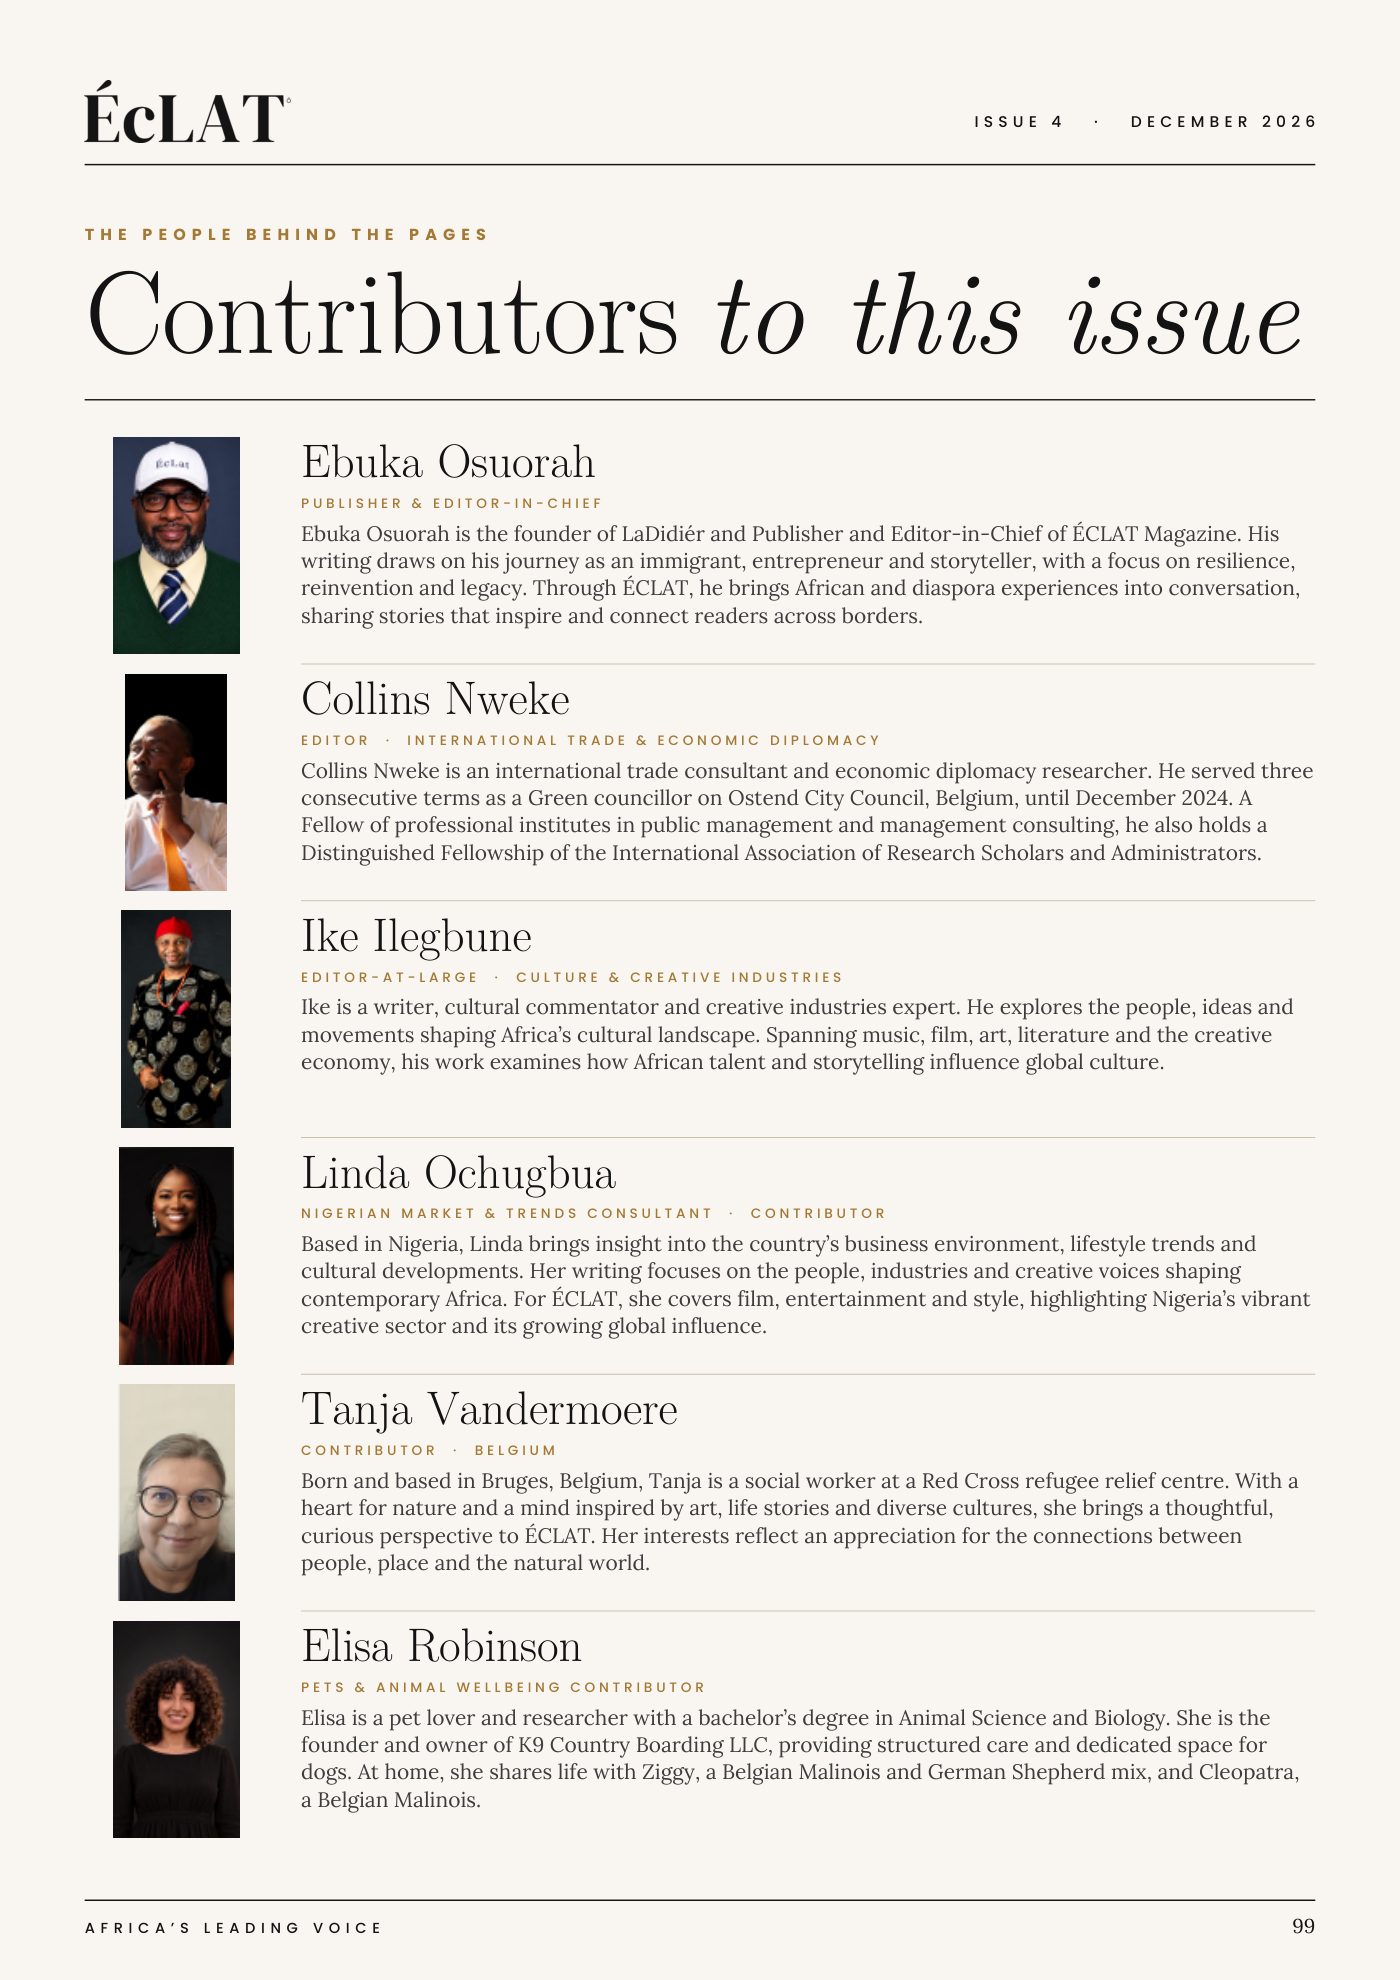 ÉcLAT
ISSUE 4 · DECEMBER 2026
THE PEOPLE BEHIND THE PAGES
Contributors to this issue
ÉcLat
Ebuka Osuorah
PUBLISHER & EDITOR-IN-CHIEF
Ebuka Osuorah is the founder of LaDidiér and Publisher and Editor-in-Chief of ÉCLAT Magazine. His
writing draws on his journey as an immigrant, entrepreneur and storyteller, with a focus on resilience,
reinvention and legacy. Through ÉCLAT, he brings African and diaspora experiences into conversation,
sharing stories that inspire and connect readers across borders.
Collins Nweke
EDITOR · INTERNATIONAL TRADE & ECONOMIC DIPLOMACY
Collins Nweke is an international trade consultant and economic diplomacy researcher. He served three
consecutive terms as a Green councillor on Ostend City Council, Belgium, until December 2024. A
Fellow of professional institutes in public management and management consulting, he also holds a
Distinguished Fellowship of the International Association of Research Scholars and Administrators.
Ike Ilegbune
EDITOR-AT-LARGE · CULTURE & CREATIVE INDUSTRIES
Ike is a writer, cultural commentator and creative industries expert. He explores the people, ideas and
movements shaping Africa’s cultural landscape. Spanning music, film, art, literature and the creative
economy, his work examines how African talent and storytelling influence global culture.
Linda Ochugbua
NIGERIAN MARKET & TRENDS CONSULTANT · CONTRIBUTOR
Based in Nigeria, Linda brings insight into the country’s business environment, lifestyle trends and
cultural developments. Her writing focuses on the people, industries and creative voices shaping
contemporary Africa. For ÉCLAT, she covers film, entertainment and style, highlighting Nigeria’s vibrant
creative sector and its growing global influence.
Tanja Vandermoere
CONTRIBUTOR · BELGIUM
Born and based in Bruges, Belgium, Tanja is a social worker at a Red Cross refugee relief centre. With a
heart for nature and a mind inspired by art, life stories and diverse cultures, she brings a thoughtful,
curious perspective to ÉCLAT. Her interests reflect an appreciation for the connections between
people, place and the natural world.
Elisa Robinson
PETS & ANIMAL WELLBEING CONTRIBUTOR
Elisa is a pet lover and researcher with a bachelor’s degree in Animal Science and Biology. She is the
founder and owner of K9 Country Boarding LLC, providing structured care and dedicated space for
dogs. At home, she shares life with Ziggy, a Belgian Malinois and German Shepherd mix, and Cleopatra,
a Belgian Malinois.
AFRICA’S LEADING VOICE
99